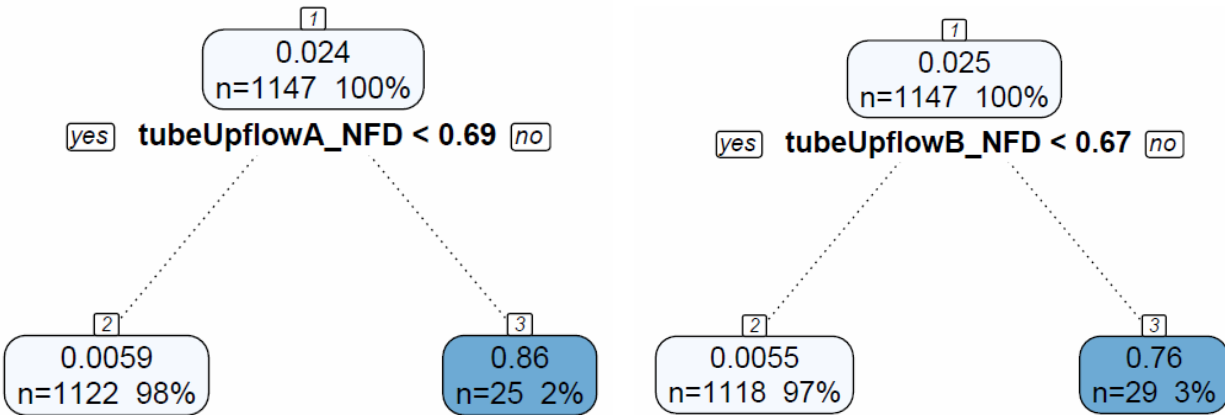 1
0.024
n=1147 100%
yes tubeUpflowA_NFD < 0.69 no
2
0.0059
n=1122 98%
3
0.86
n=25 2%
1
0.025
n=1147 100%
yes tubeUpflowB_NFD < 0.67 no
2
0.0055
n=1118 97%
3
0.76
n=29 3%